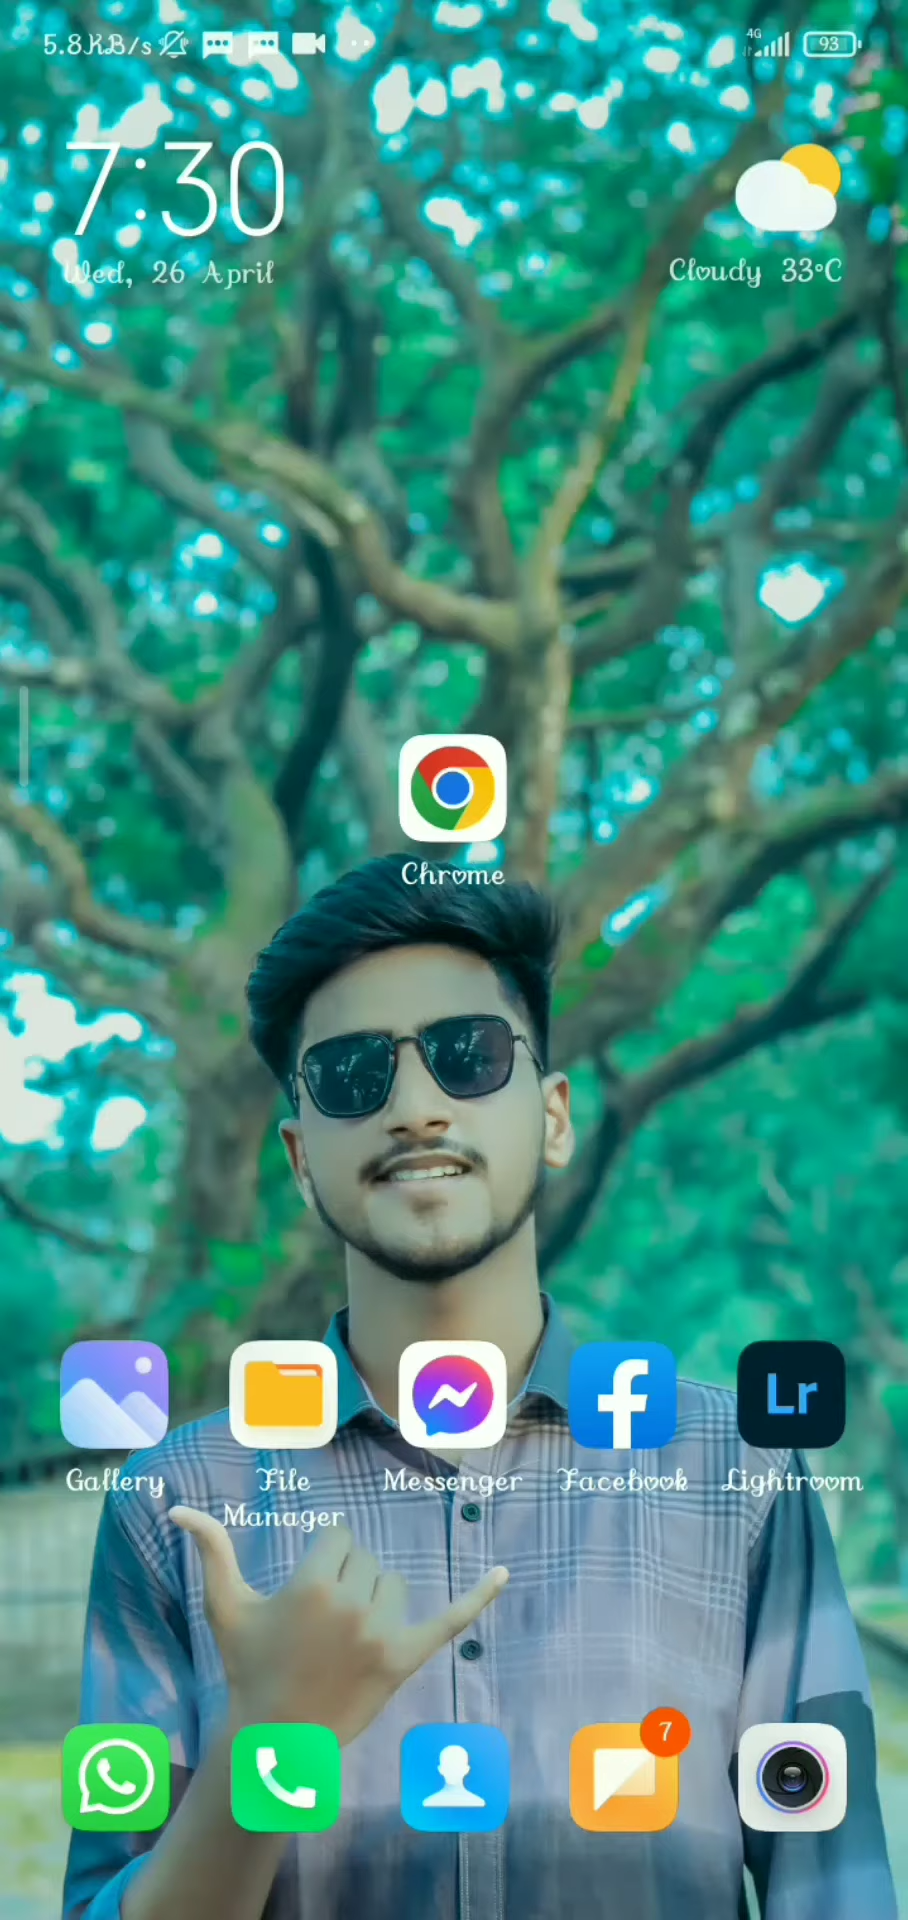 5.8KB/s
4G
93
7:30
Wed, 26 April
Cloudy 33°C
Chrome
Lr
Gallery
File
Manager
Messenger
Facebook
Lightroom
7